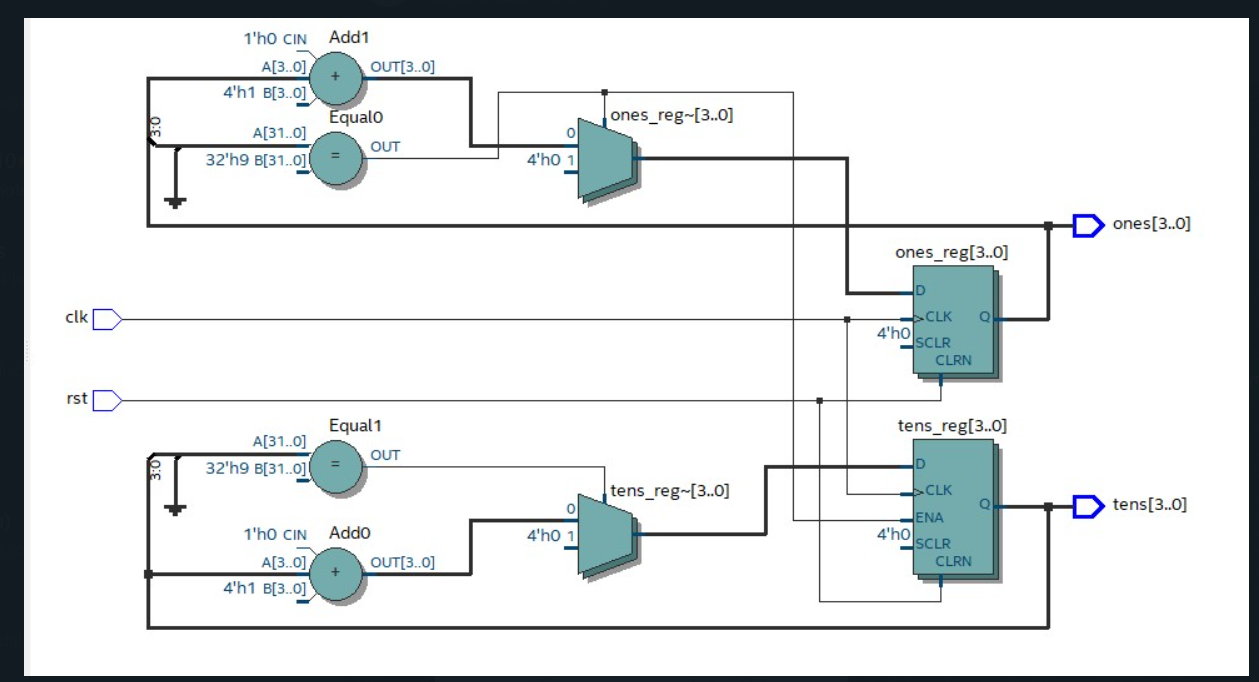 1'h0 CIN Add1
A[3..0] + OUT[3..0]
4'h1 B[3..0]
Equal0
3:0
A[31..0] = OUT
32'h9 B[31..0]
ones_reg~[3..0]
0
4'h0 1
ones[3..0]
ones_reg[3..0]
D
clk
CLK Q
4'h0 SCLR
CLRN
rst
Equal1
3:0
A[31..0] = OUT
32'h9 B[31..0]
tens_reg~[3..0]
0
4'h0 1
1'h0 CIN Add0
A[3..0] + OUT[3..0]
4'h1 B[3..0]
tens_reg[3..0]
D
CLK Q
ENA
4'h0 SCLR
CLRN
tens[3..0]